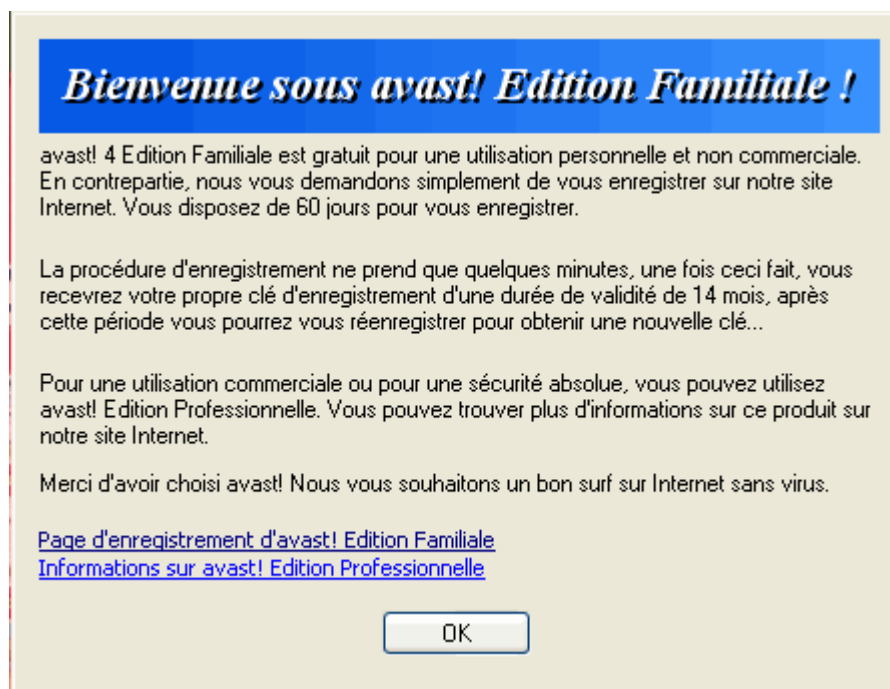 Bienvenue sous avast! Edition Familiale !
avast! 4 Edition Familiale est gratuit pour une utilisation personnelle et non commerciale.
En contrepartie, nous vous demandons simplement de vous enregistrer sur notre site
Internet. Vous disposez de 60 jours pour vous enregistrer.
La procédure d'enregistrement ne prend que quelques minutes, une fois ceci fait, vous
recevrez votre propre clé d'enregistrement d'une durée de validité de 14 mois, après
cette période vous pourrez vous réenregistrer pour obtenir une nouvelle clé...
Pour une utilisation commerciale ou pour une sécurité absolue, vous pouvez utilisez
avast! Edition Professionnelle. Vous pouvez trouver plus d'informations sur ce produit sur
notre site Internet.
Merci d'avoir choisi avast! Nous vous souhaitons un bon surf sur Internet sans virus.
Page d'enregistrement d'avast! Edition Familiale
Informations sur avast! Edition Professionnelle
OK